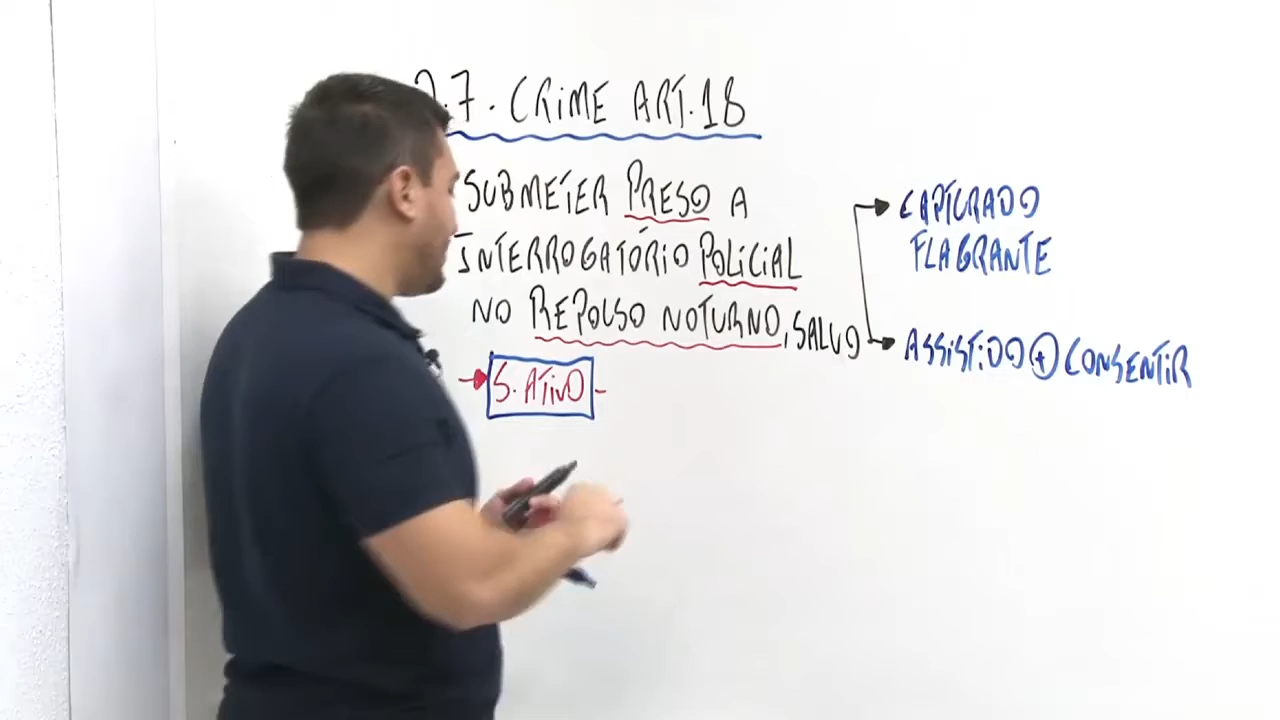 2.7. CRIME ART.18
SUBMETER PRESO A
INTERROGATÓRIO POLICIAL
NO REPOUSO NOTURNO, SALVO
CAPTURADO
FLAGRANTE
ASSISTIDO + CONSENTIR
S. ATIVO